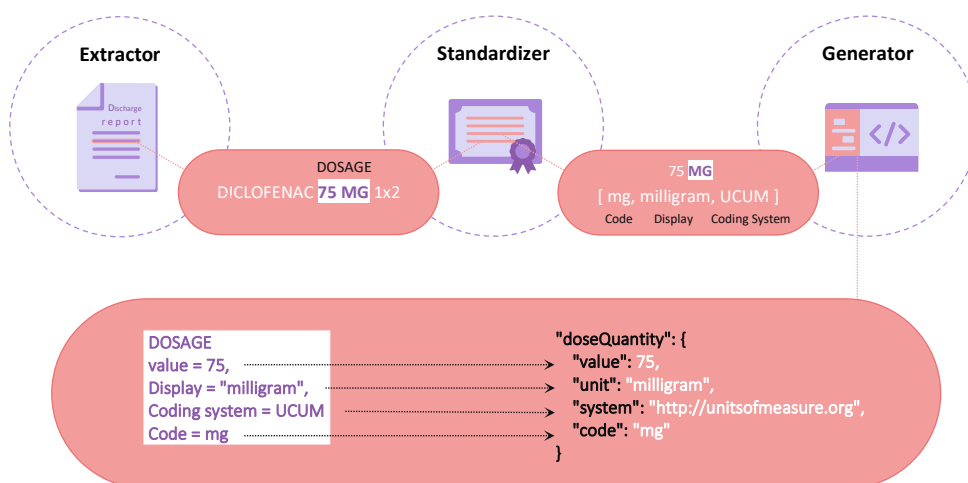 Extractor
Standardizer
Generator
Discharge
report
</>
DOSAGE
D!CLOFENAC 75 MG 1x2
75 MG
[ mg, milligram, UCUM ]
Code Display Coding System
DOSAGE
value = 75,
Display = "milligram",
Coding system = UCUM
Code = mg
"doseQuantity": {
"value": 75,
"unit": "milligram",
"system": "http://unitsofmeasure.org",
"code": "mg"
}